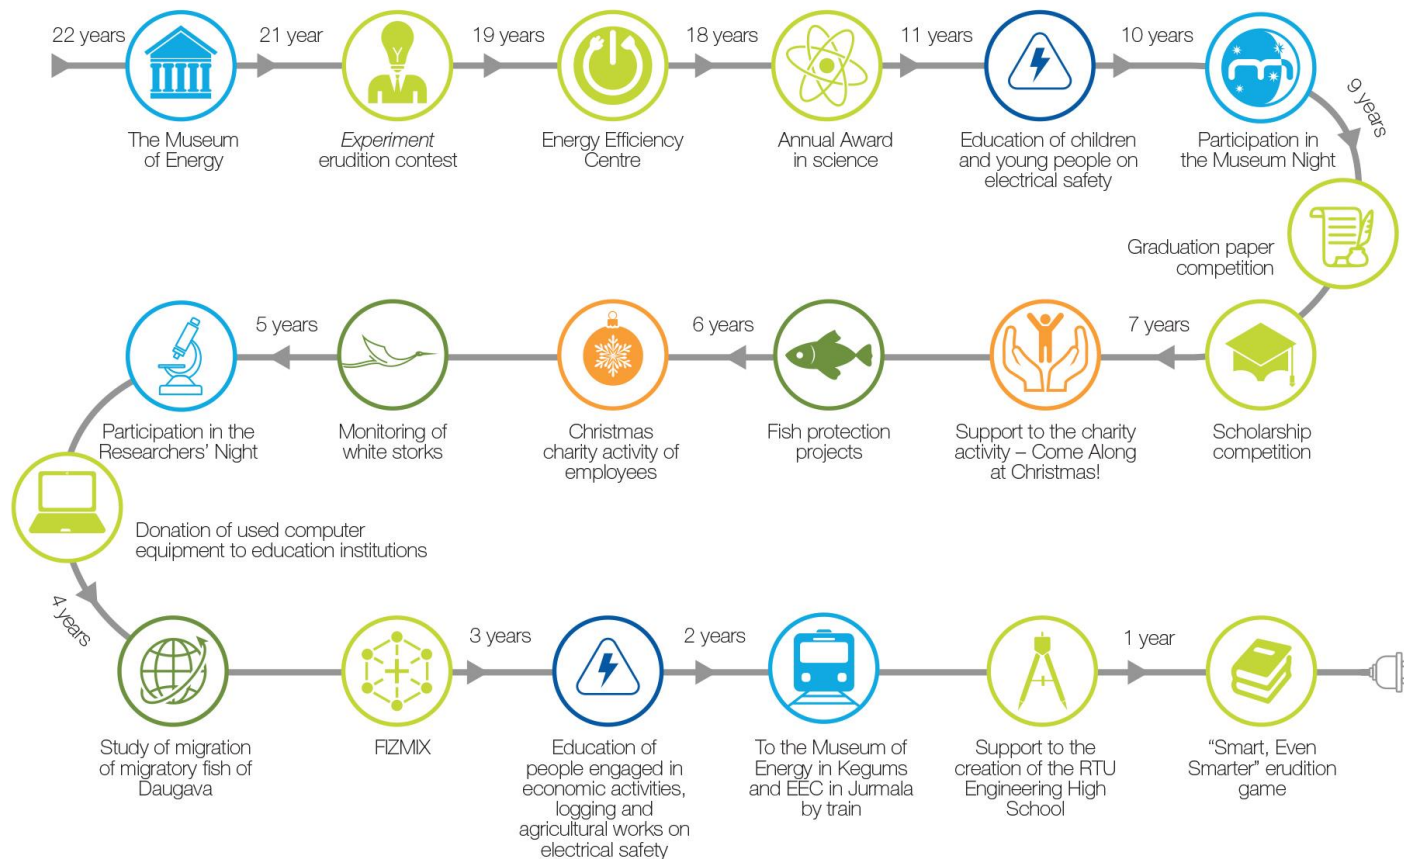 22 years
The Museum
of Energy
21 year
Experiment
erudition contest
19 years
Energy Efficiency
Centre
18 years
Annual Award
in science
11 years
Education of children
and young people on
electrical safety
10 years
Participation in
the Museum Night
9 years
Graduation paper
competition
Scholarship
competition
7 years
Support to the charity
activity – Come Along
at Christmas!
Fish protection
projects
6 years
Christmas
charity activity of
employees
Monitoring of
white storks
5 years
Participation in the
Researchers’ Night
Donation of used computer
equipment to education institutions
4 years
Study of migration
of migratory fish of
Daugava
FIZMIX
3 years
Education of
people engaged in
economic activities,
logging and
agricultural works on
electrical safety
2 years
To the Museum of
Energy in Kegums
and EEC in Jurmala
by train
Support to the
creation of the RTU
Engineering High
School
1 year
“Smart, Even
Smarter” erudition
game